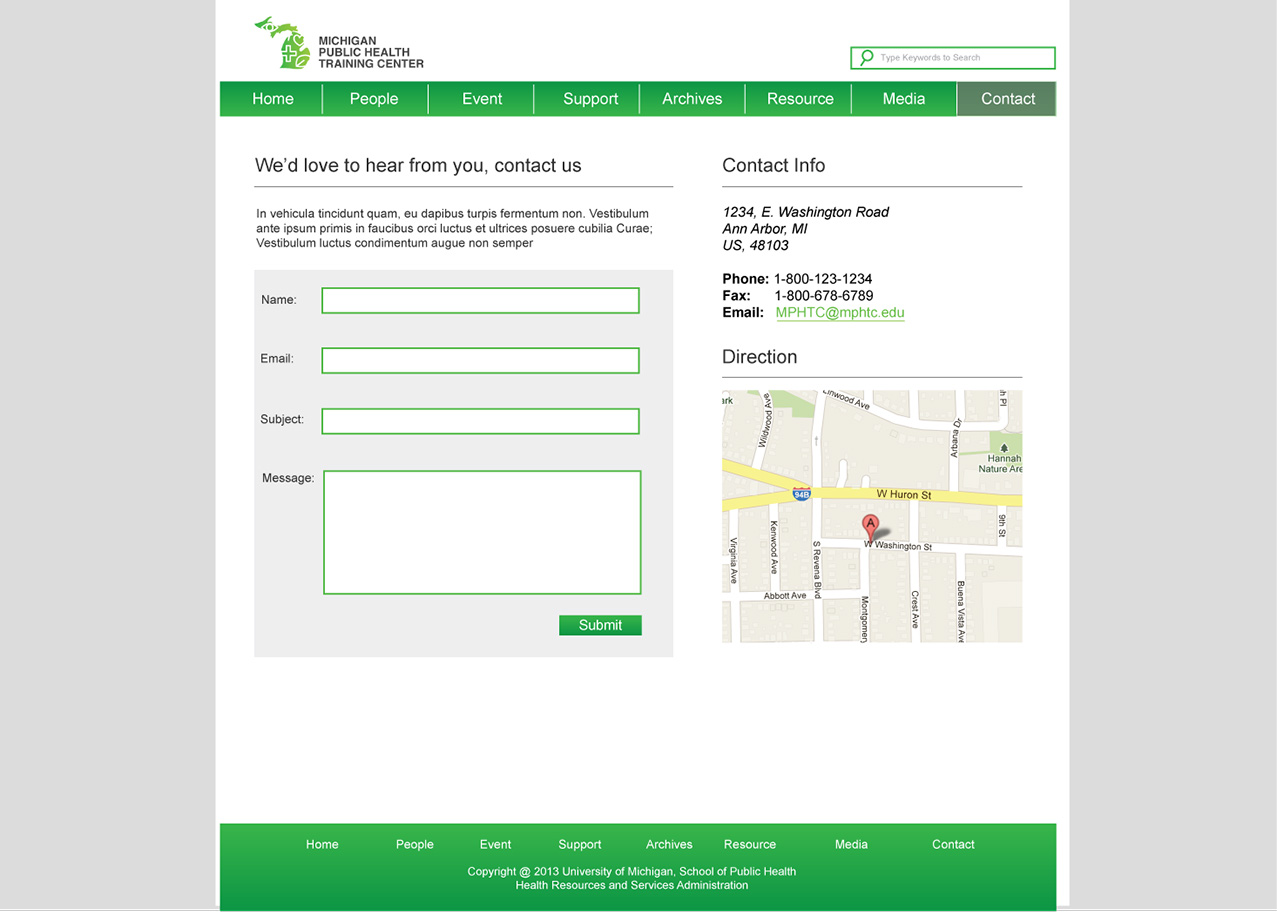 MICHIGAN
PUBLIC HEALTH
TRAINING CENTER
Type Keywords to Search
Home People Event Support Archives Resource Media Contact
We'd love to hear from you, contact us
In vehicula tincidunt quam, eu dapibus turpis fermentum non. Vestibulum
ante ipsum primis in faucibus orci luctus et ultrices posuere cubilia Curae;
Vestibulum luctus condimentum augue non semper
Name:
Email:
Subject:
Message:
Submit
Contact Info
1234, E. Washington Road
Ann Arbor, MI
US, 48103
Phone: 1-800-123-1234
Fax: 1-800-678-6789
Email: MPHTC@mphtc.edu
Direction
ark
Wildwood Ave
Linwood Ave
h Pl
Arquena Dr
Hannah
Nature Are
94B
W Huron St
A
W Washington St
9th St
Virginia Ave
Kenwood Ave
S Revena Blvd
Abbott Ave
Montgomery
Crest Ave
Buena Vista Ave
Home People Event Support Archives Resource Media Contact
Copyright @ 2013 University of Michigan, School of Public Health
Health Resources and Services Administration